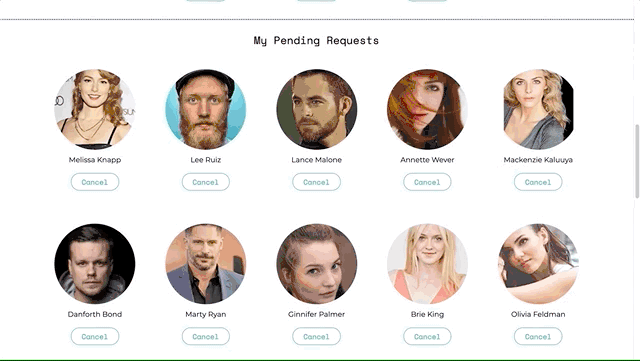 My Pending Requests
Melissa Knapp
Lee Ruiz
Lance Malone
Annette Wever
Mackenzie Kaluuya
Cancel
Cancel
Cancel
Cancel
Cancel
Danforth Bond
Marty Ryan
Ginnifer Palmer
Brie King
Olivia Feldman
Cancel
Cancel
Cancel
Cancel
Cancel